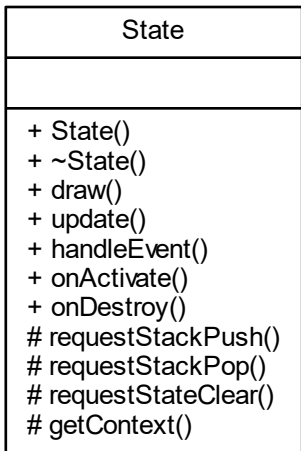 State
+ State()
+ ~State()
+ draw()
+ update()
+ handleEvent()
+ onActivate()
+ onDestroy()
# requestStackPush()
# requestStackPop()
# requestStateClear()
# getContext()